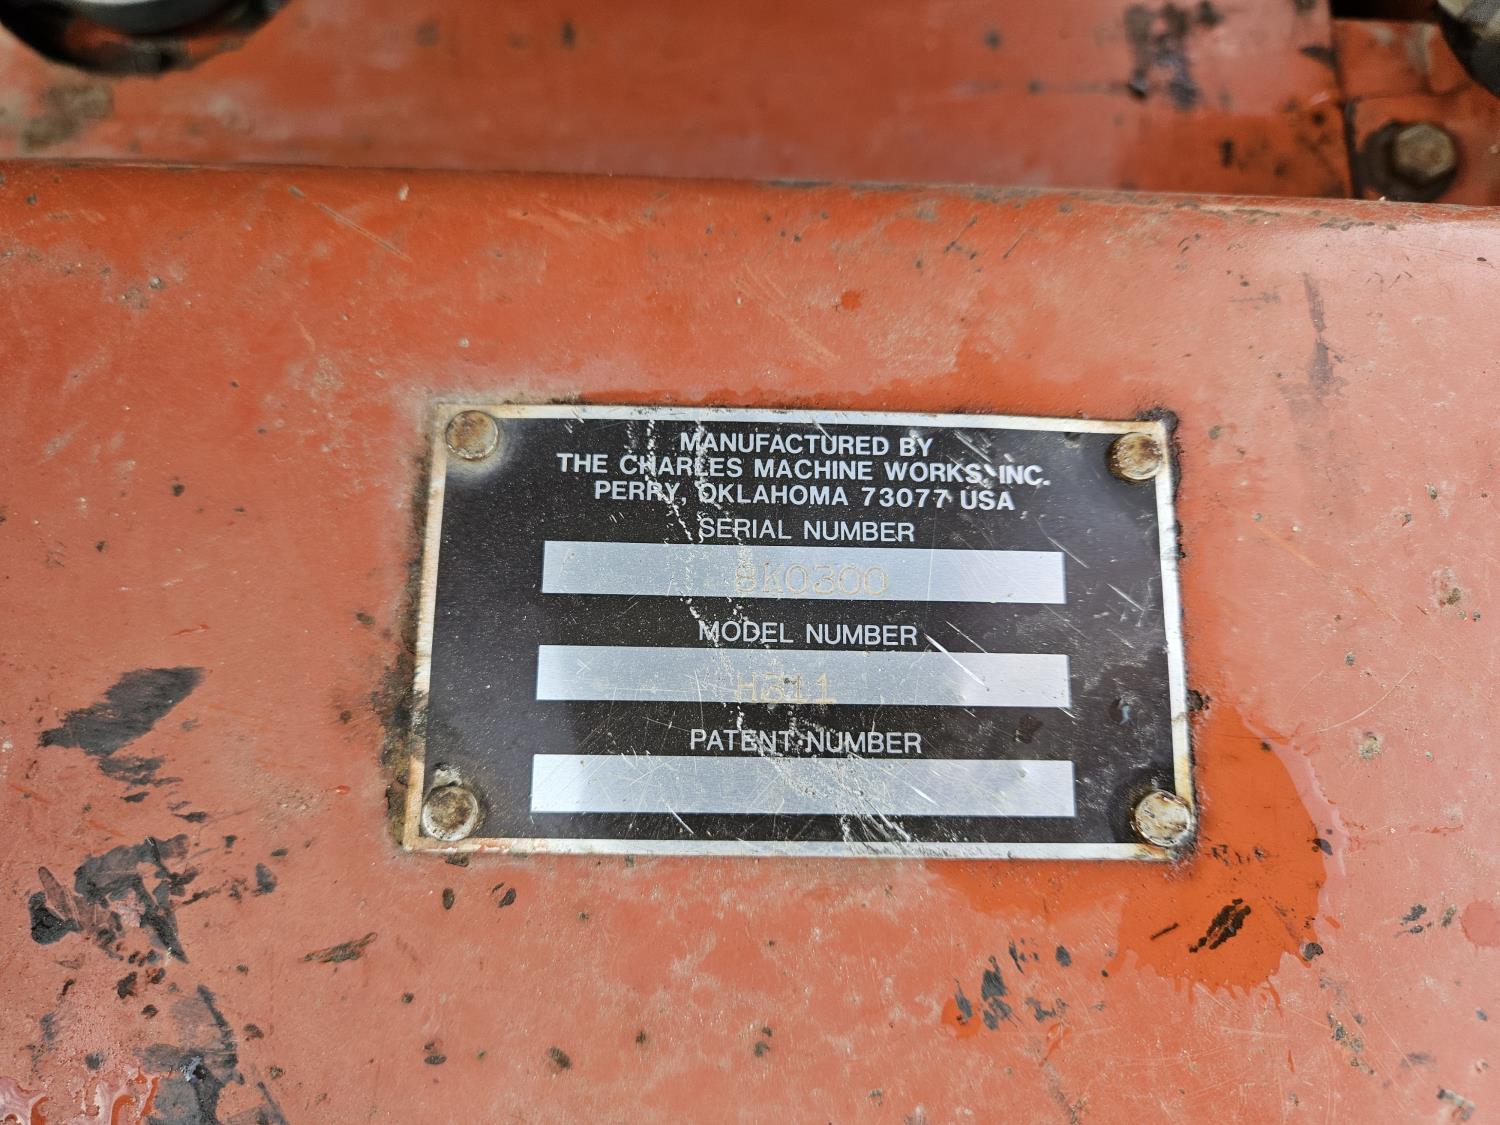 MANUFACTURED BY
THE CHARLES MACHINE WORKS, INC.
PERRY, OKLAHOMA 73077 USA
SERIAL NUMBER
8K0300
MODEL NUMBER
H311
PATENT NUMBER